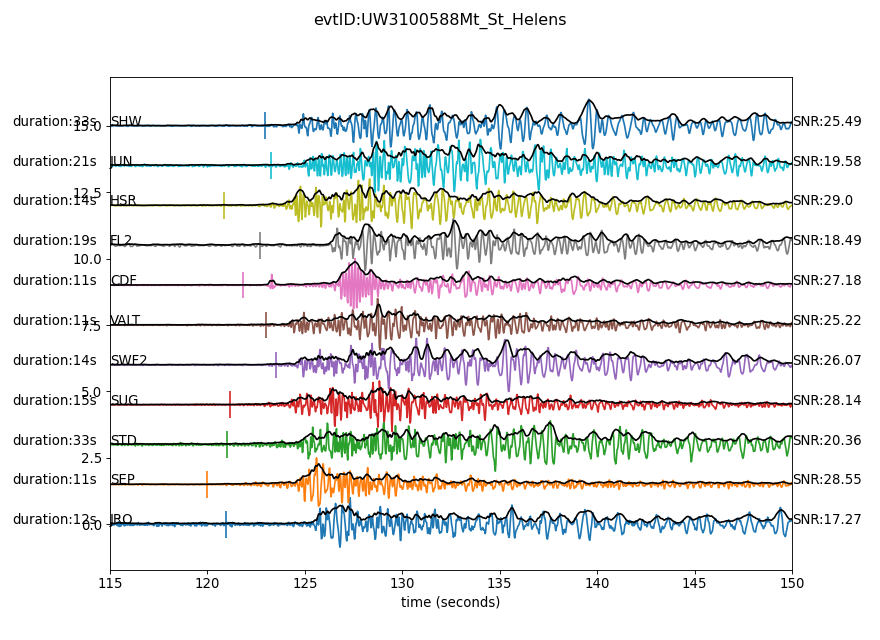 evtID:UW3100588Mt_St_Helens
duration:33s SHW SNR:25.49
15.0
duration:21s JUN SNR:19.58
12.5
duration:14s HSR SNR:29.0
duration:19s FL2 SNR:18.49
10.0
duration:11s CDF SNR:27.18
duration:11s VALT SNR:25.22
7.5
duration:14s SWF2 SNR:26.07
5.0
duration:15s SUG SNR:28.14
duration:33s STD SNR:20.36
2.5
duration:11s SEP SNR:28.55
duration:12s JRO SNR:17.27
0.0
115 120 125 130 135 140 145 150
time (seconds)